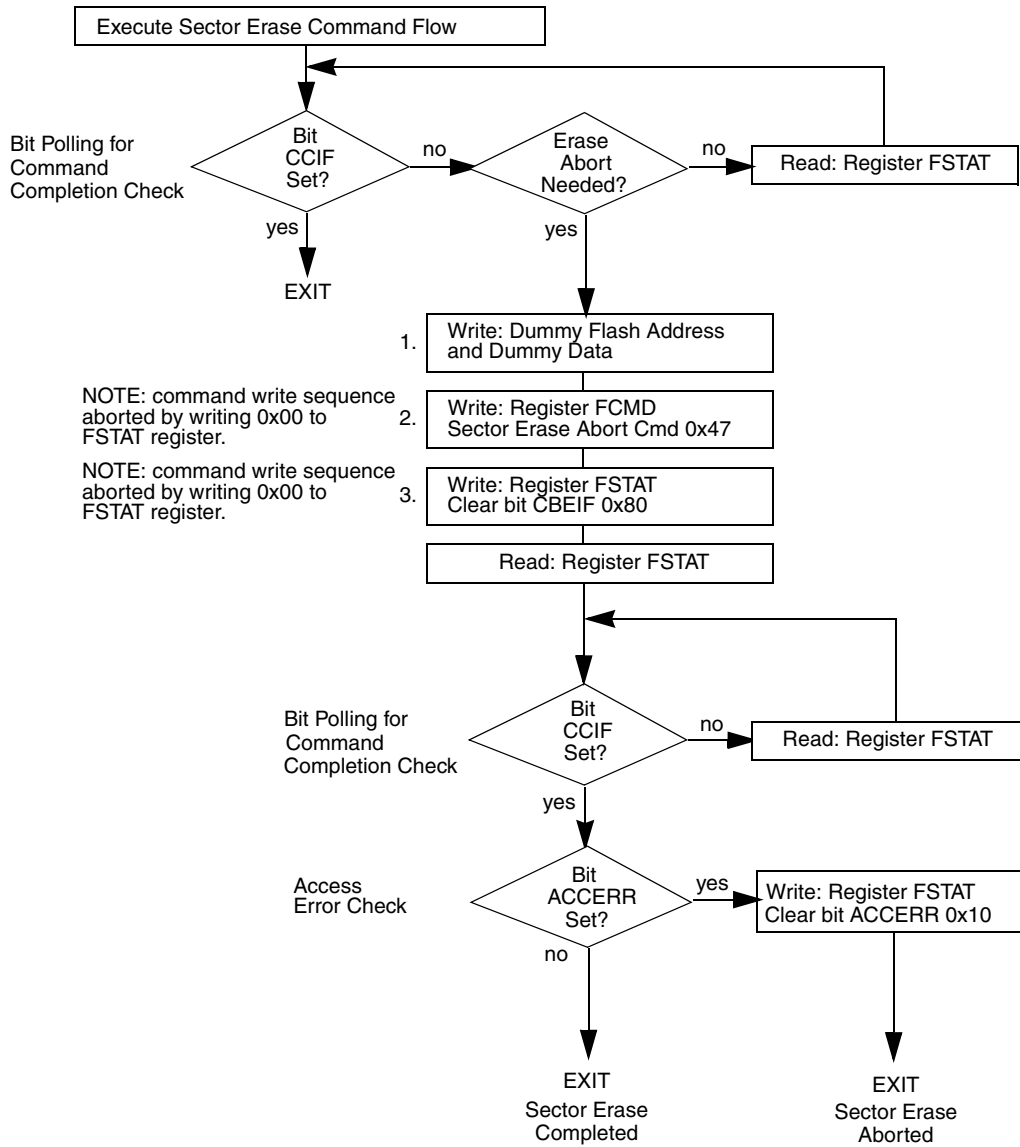 Execute Sector Erase Command Flow
Bit Polling for
Command
Completion Check
Bit
CCIF
Set?
no
yes
EXIT
Erase
Abort
Needed?
no
yes
Read: Register FSTAT
1.
Write: Dummy Flash Address
and Dummy Data
NOTE: command write sequence
aborted by writing 0x00 to
FSTAT register.
2.
Write: Register FCMD
Sector Erase Abort Cmd 0x47
NOTE: command write sequence
aborted by writing 0x00 to
FSTAT register.
3.
Write: Register FSTAT
Clear bit CBEIF 0x80
Read: Register FSTAT
Bit Polling for
Command
Completion Check
Bit
CCIF
Set?
no
Read: Register FSTAT
yes
Access
Error Check
Bit
ACCERR
Set?
yes
Write: Register FSTAT
Clear bit ACCERR 0x10
no
EXIT
Sector Erase
Completed
EXIT
Sector Erase
Aborted